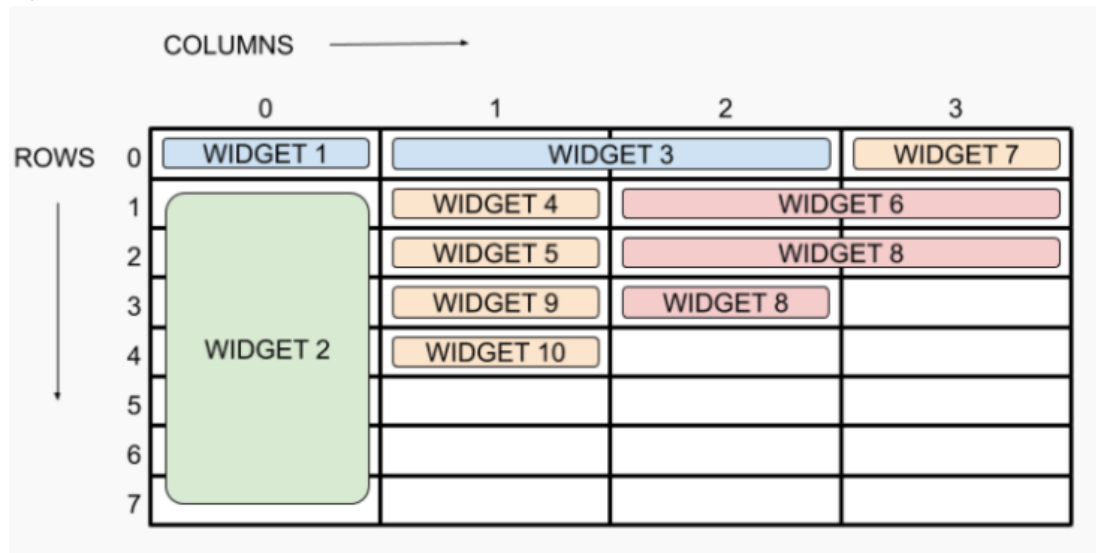 COLUMNS
0 1 2 3
ROWS 0 WIDGET 1 WIDGET 3 WIDGET 7
1 WIDGET 4 WIDGET 6
2 WIDGET 5 WIDGET 8
3 WIDGET 9 WIDGET 8
4 WIDGET 2 WIDGET 10
5
6
7